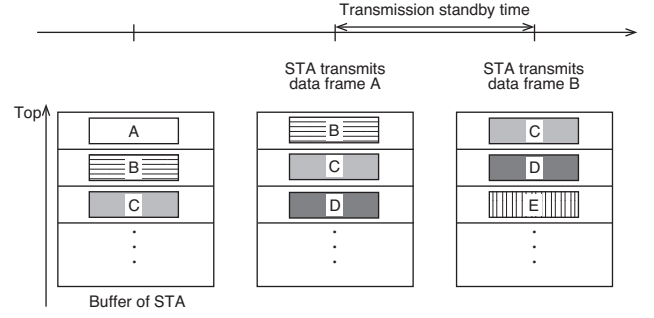 Transmission standby time
STA transmits
data frame A
STA transmits
data frame B
Top
A
B
C
B
C
D
C
D
E
Buffer of STA